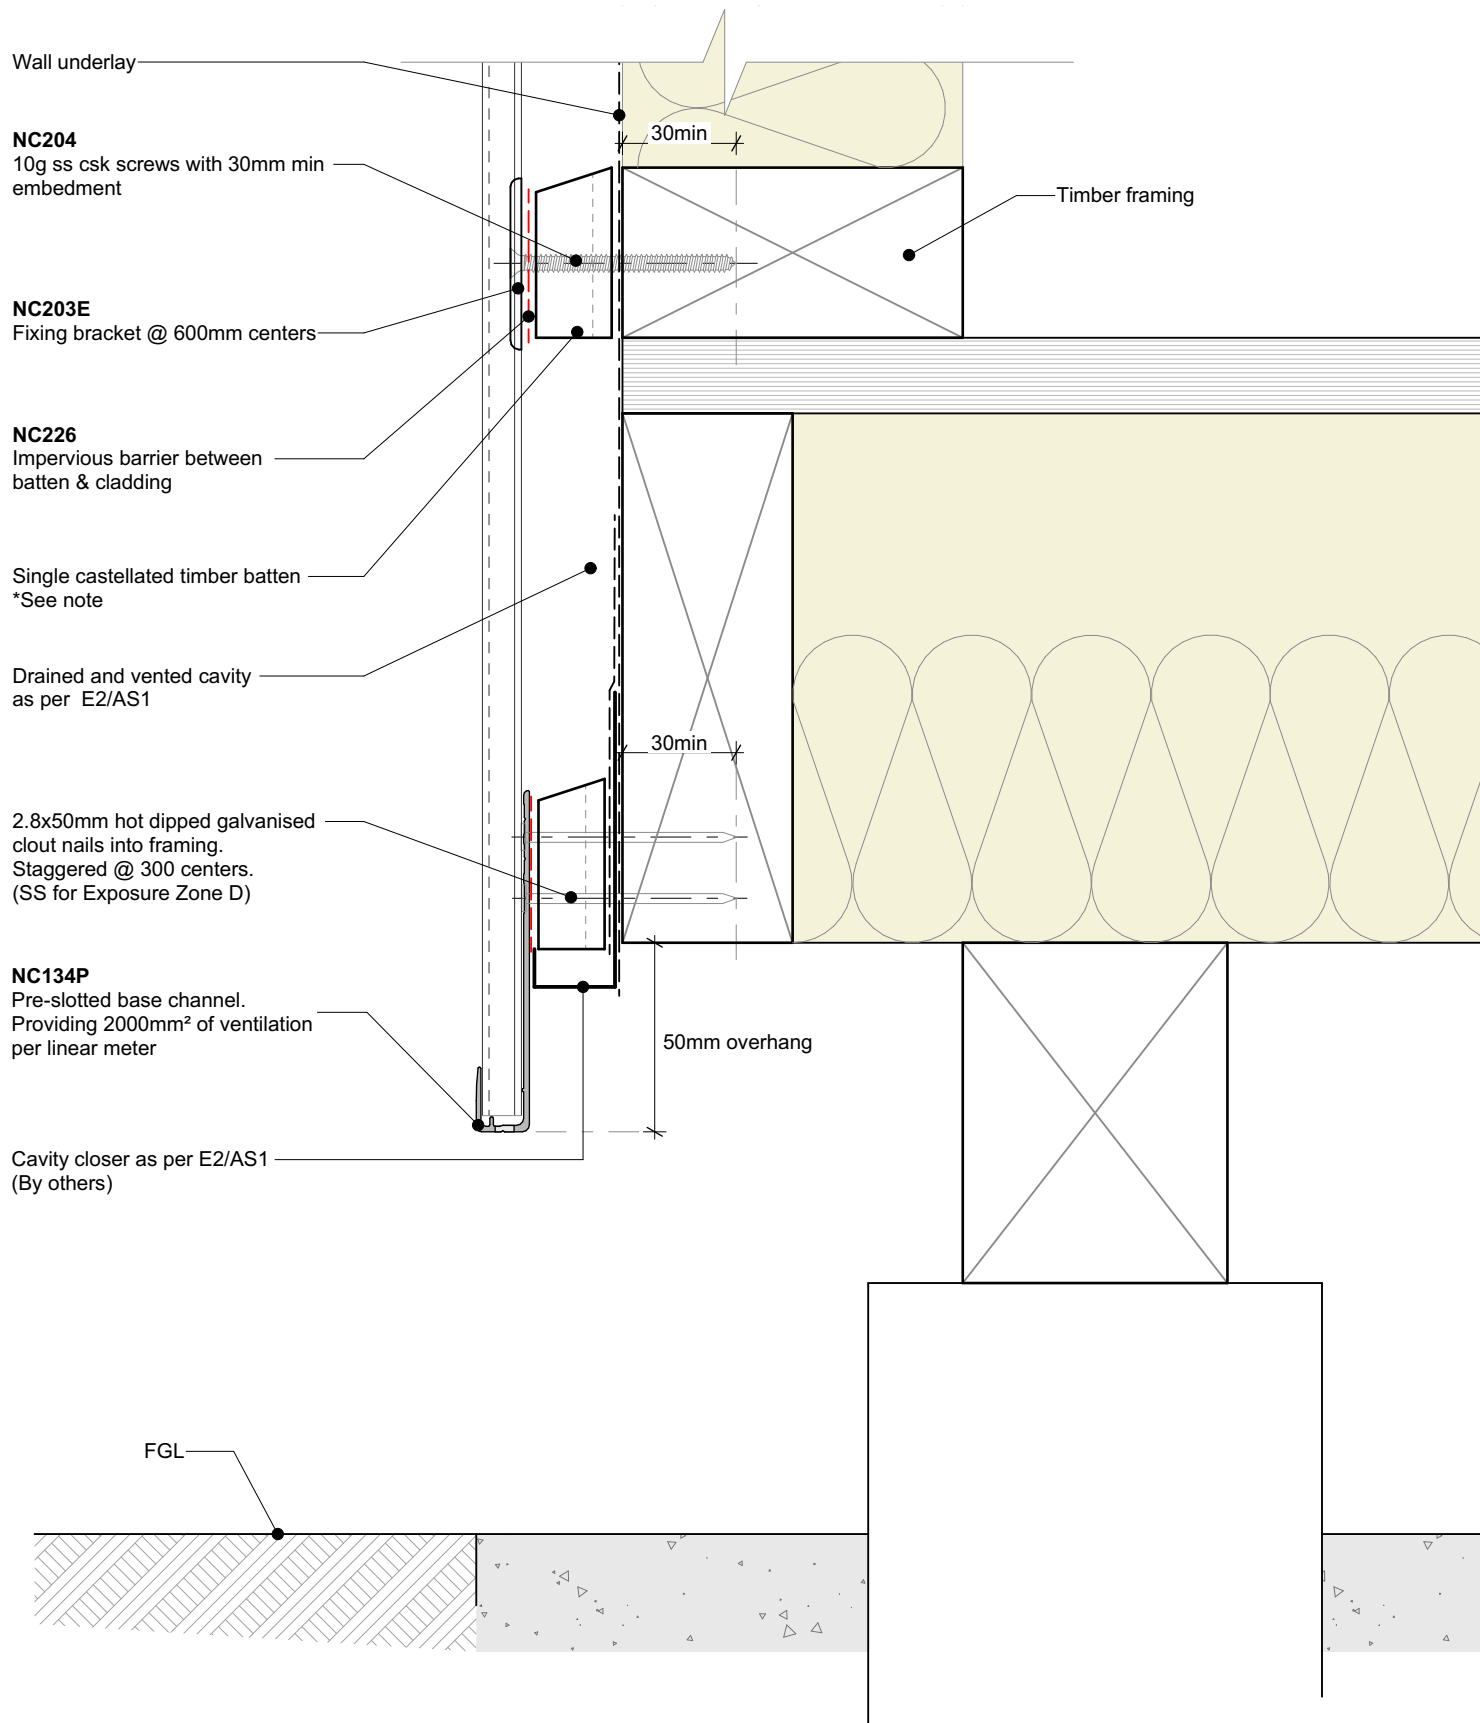 Wall underlay
NC204
10g ss csk screws with 30mm min
embedment
NC203E
Fixing bracket @ 600mm centers
NC226
Impervious barrier between
batten & cladding
Single castellated timber batten
*See note
Drained and vented cavity
as per E2/AS1
2.8x50mm hot dipped galvanised
clout nails into framing.
Staggered @ 300 centers.
(SS for Exposure Zone D)
NC134P
Pre-slotted base channel.
Providing 2000mm² of ventilation
per linear meter
Cavity closer as per E2/AS1
(By others)
FGL
30min
Timber framing
30min
50mm overhang